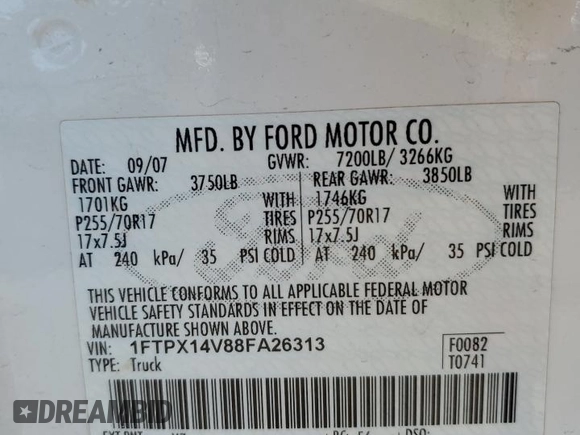 MFD. BY FORD MOTOR CO.
DATE: 09/07 GVWR: 7200LB/ 3266KG
FRONT GAWR: 3750LB REAR GAWR: 3850LB
1701KG WITH 1746KG WITH
P255/70R17 TIRES P255/70R17 TIRES
17x7.5J RIMS 17x7.5J RIMS
AT 240 kPa/ 35 PSI COLD AT 240 kPa/ 35 PSI COLD
Ford
THIS VEHICLE CONFORMS TO ALL APPLICABLE FEDERAL MOTOR
VEHICLE SAFETY STANDARDS IN EFFECT ON THE DATE OF
MANUFACTURE SHOWN ABOVE.
VIN: 1FTPX14V88FA26313 F0082
TYPE: Truck T0741
DREAMBID